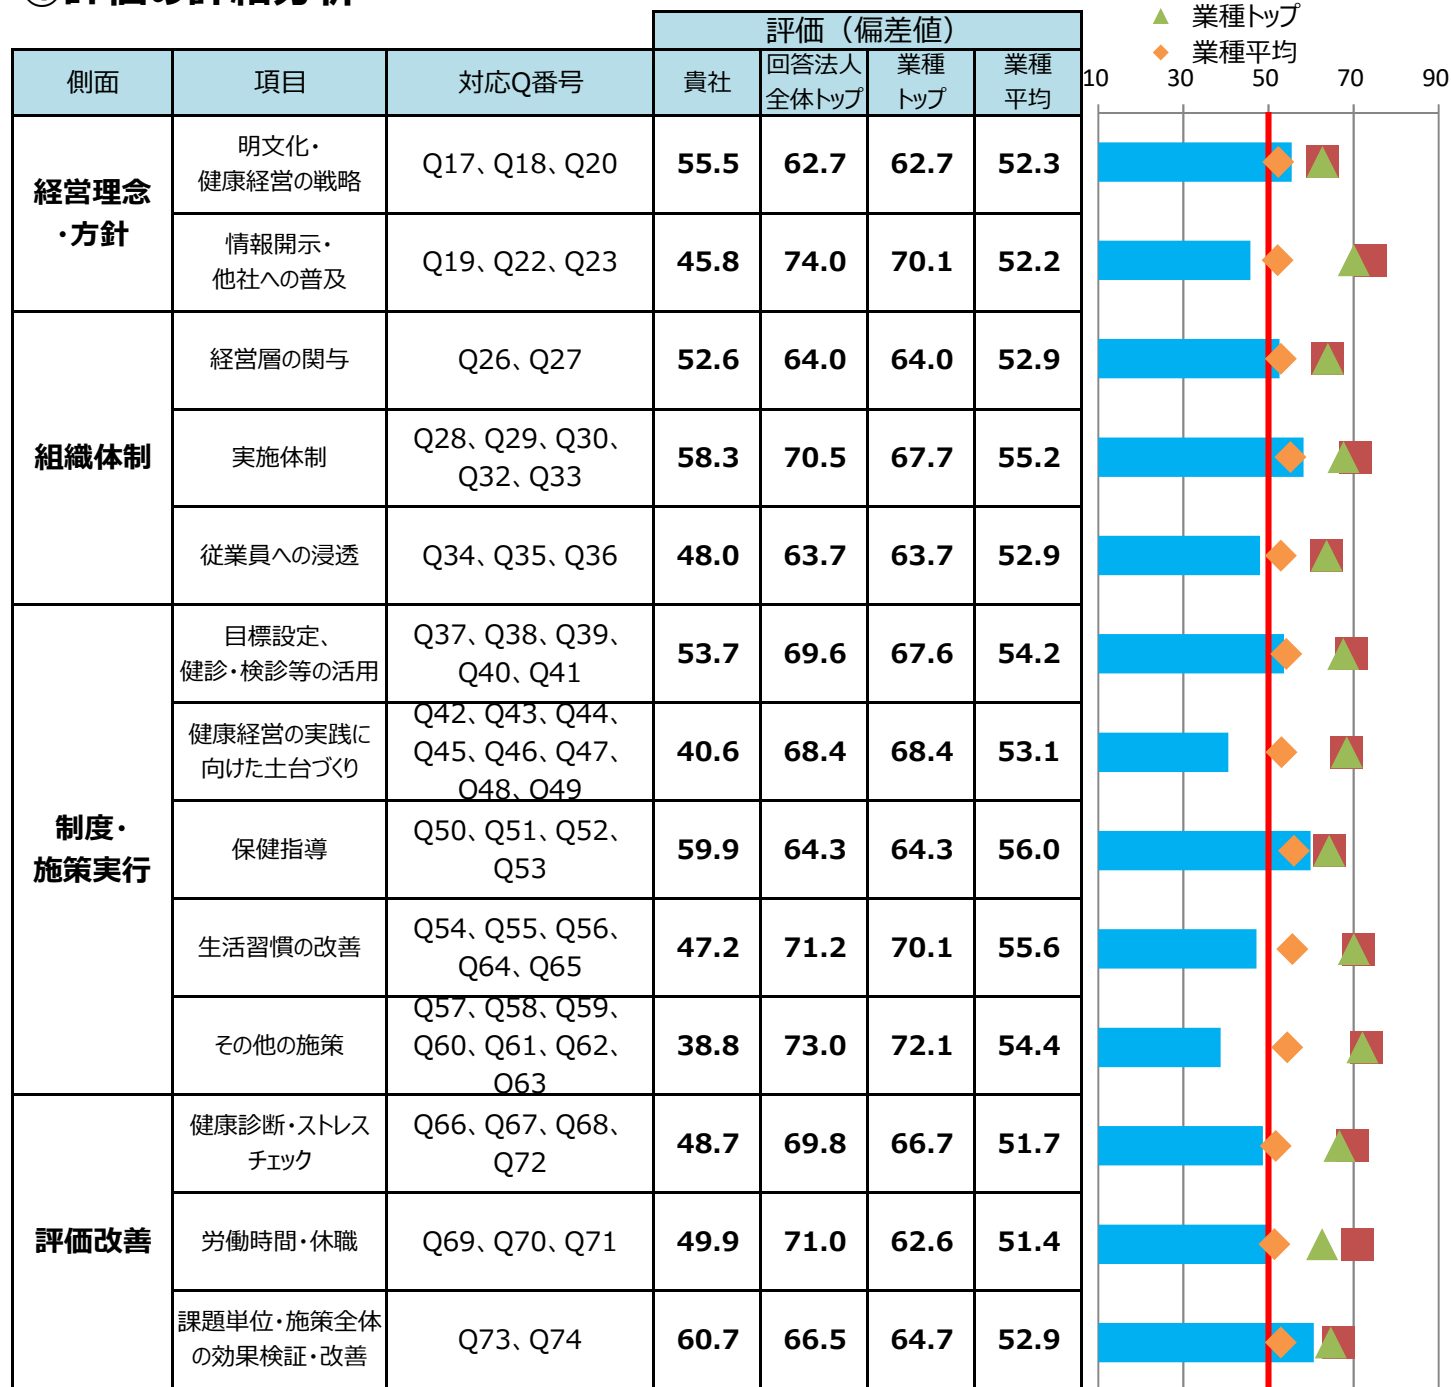 評価（偏差値）
▲ 業種トップ
◆ 業種平均
側面 項目 対応Q番号 貴社 回答法人 業種 業種
全体トップ トップ 平均
10 30 50 70 90
経営理念
・方針
明文化・
健康経営の戦略
Q17、Q18、Q20 55.5 62.7 62.7 52.3
情報開示・
他社への普及
Q19、Q22、Q23 45.8 74.0 70.1 52.2
組織体制
経営層の関与 Q26、Q27 52.6 64.0 64.0 52.9
実施体制
Q28、Q29、Q30、
Q32、Q33
58.3 70.5 67.7 55.2
従業員への浸透 Q34、Q35、Q36 48.0 63.7 63.7 52.9
制度・
施策実行
目標設定、
健診・検診等の活用
Q37、Q38、Q39、
Q40、Q41
53.7 69.6 67.6 54.2
健康経営の実践に
向けた土台づくり
Q42、Q43、Q44、
Q45、Q46、Q47、
Q48、Q49
40.6 68.4 68.4 53.1
保健指導
Q50、Q51、Q52、
Q53
59.9 64.3 64.3 56.0
生活習慣の改善
Q54、Q55、Q56、
Q64、Q65
47.2 71.2 70.1 55.6
その他の施策
Q57、Q58、Q59、
Q60、Q61、Q62、
Q63
38.8 73.0 72.1 54.4
評価改善
健康診断・ストレス
チェック
Q66、Q67、Q68、
Q72
48.7 69.8 66.7 51.7
労働時間・休職 Q69、Q70、Q71 49.9 71.0 62.6 51.4
課題単位・施策全体
の効果検証・改善
Q73、Q74 60.7 66.5 64.7 52.9